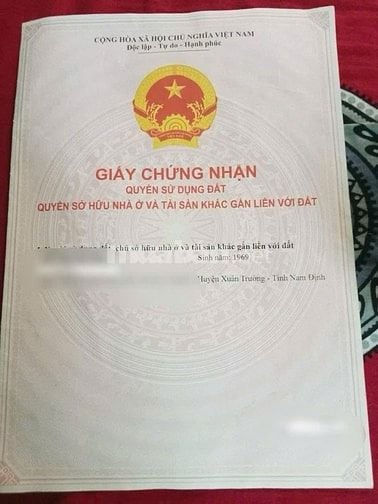 CỘNG HÒA XÃ HỘI CHỦ NGHĨA VIỆT NAM
Độc lập - Tự do - Hạnh phúc
GIẤY CHỨNG NHẬN
QUYỀN SỬ DỤNG ĐẤT
QUYỀN SỞ HỮU NHÀ Ở VÀ TÀI SẢN KHÁC GẮN LIỀN VỚI ĐẤT
dụng đất, chủ sở hữu nhà ở và tài sản khác gắn liền với đất
Sinh năm: 1969
Huyện Xuân Trường - Tỉnh Nam Định